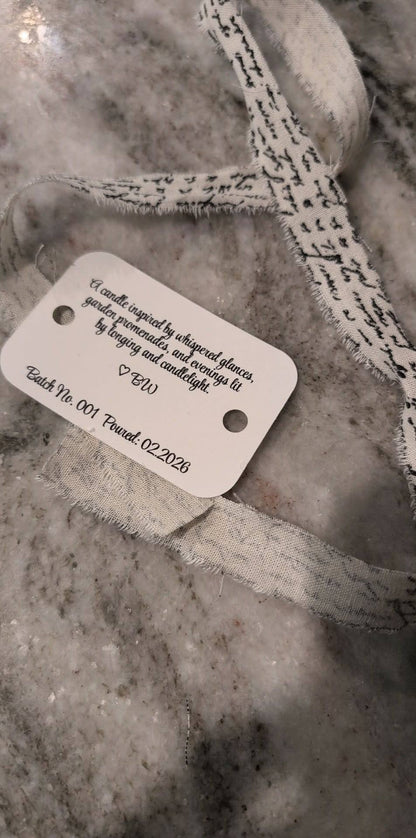 A candle inspired by whispered glances,
garden promenades, and evenings lit
by longing and candlelight.
♡BW
Batch No. 001 Poured: 02.2026